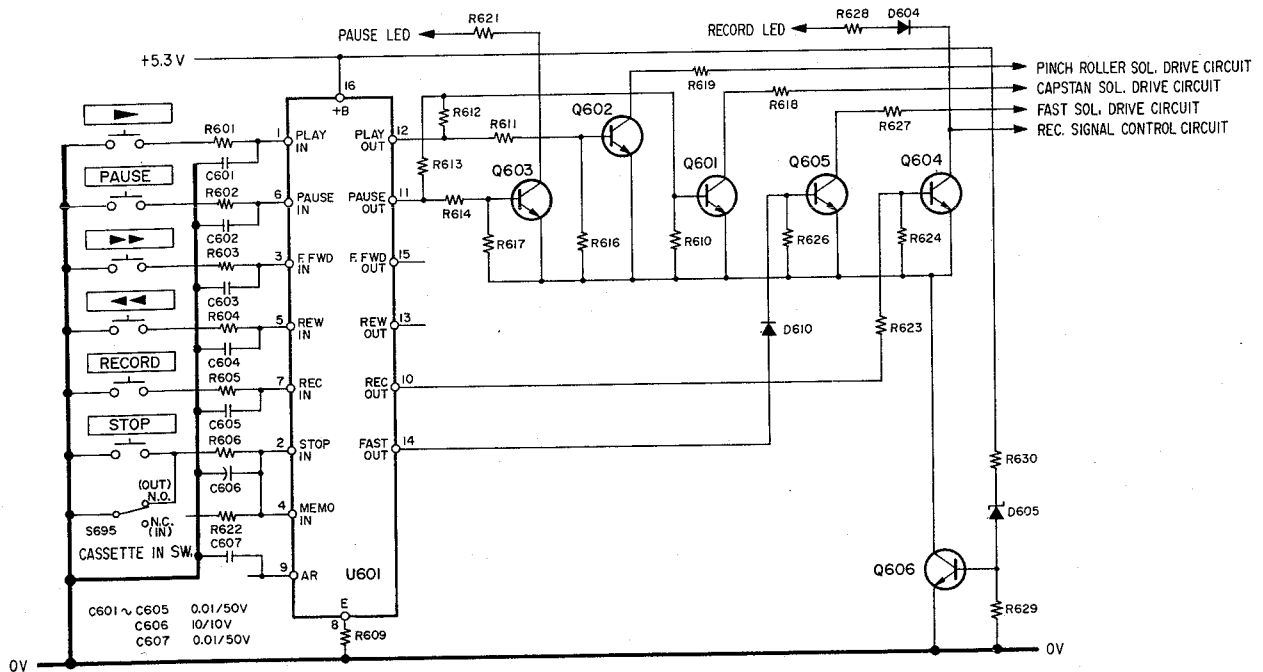 R621
R628
D604
PAUSE LED
RECORD LED
+5.3V
PINCH ROLLER SOL. DRIVE CIRCUIT
R619
CAPSTAN SOL. DRIVE CIRCUIT
R618
FAST SOL. DRIVE CIRCUIT
R627
REC. SIGNAL CONTROL CIRCUIT
16
+B
R612
R611
Q602
R601
1
PLAY IN
PLAY OUT
12
C601
R613
Q603
Q601
Q605
Q604
PAUSE
R602
6
PAUSE IN
PAUSE OUT
11
R614
C602
R617
R616
R610
R626
R624
R603
3
F.FWD IN
F.FWD OUT
15
C603
R604
5
REW IN
REW OUT
13
D610
R623
C604
RECORD
R605
7
REC IN
REC OUT
10
C605
STOP
R606
2
STOP IN
FAST OUT
14
R630
C606
(OUT)
N.O.
4
MEMO IN
S695
N.C.
(IN)
R622
D605
CASSETTE IN SW.
C607
9
AR
U601
Q606
C601~C605 0.01/50V
C606 10/10V
C607 0.01/50V
E
8
R609
R629
0V
0V